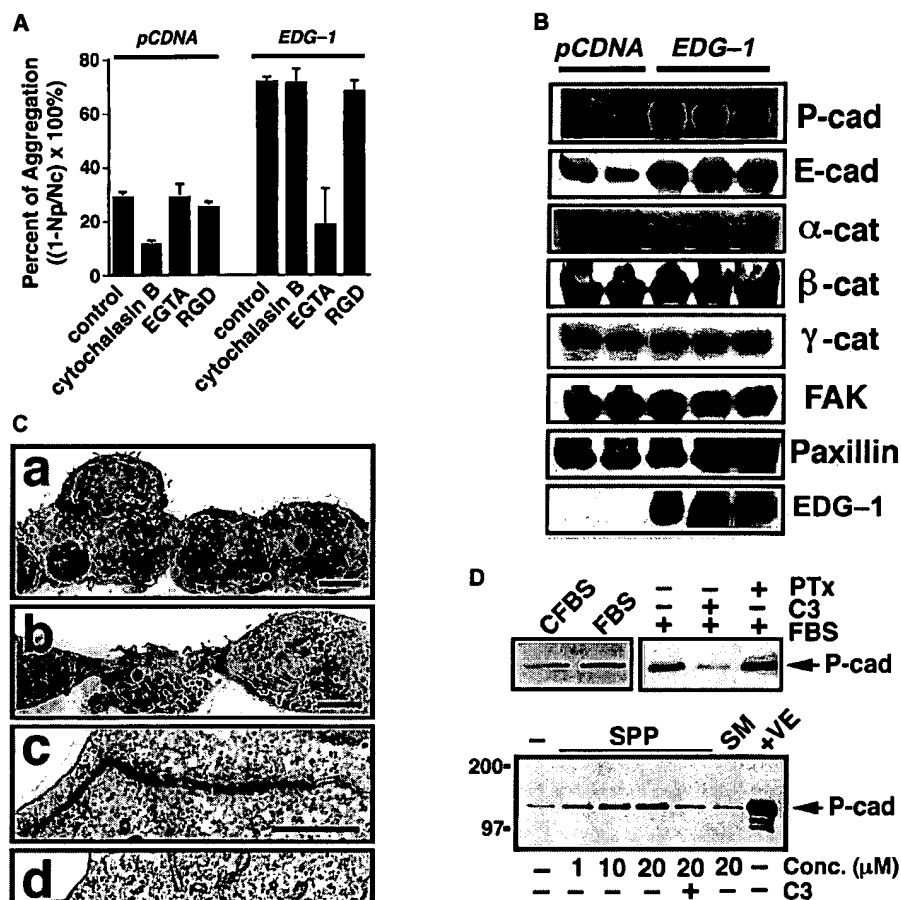 A
pCDNA EDG-1
Percent of Aggregation
((1-Np/Nc) x 100%)
80
60
40
20
0
control
cytochalasin B
EGTA
RGD
control
cytochalasin B
EGTA
RGD
B
pCDNA EDG-1
P-cad
E-cad
α-cat
β-cat
γ-cat
FAK
Paxillin
EDG-1
C
a
b
c
d
D
CFBS FBS
- - + PTx
- + - C3
+ + + FBS
P-cad
- SPP SM +VE
200-
97-
P-cad
- 1 10 20 20 20 - Conc. (μM)
- - - - + - - C3